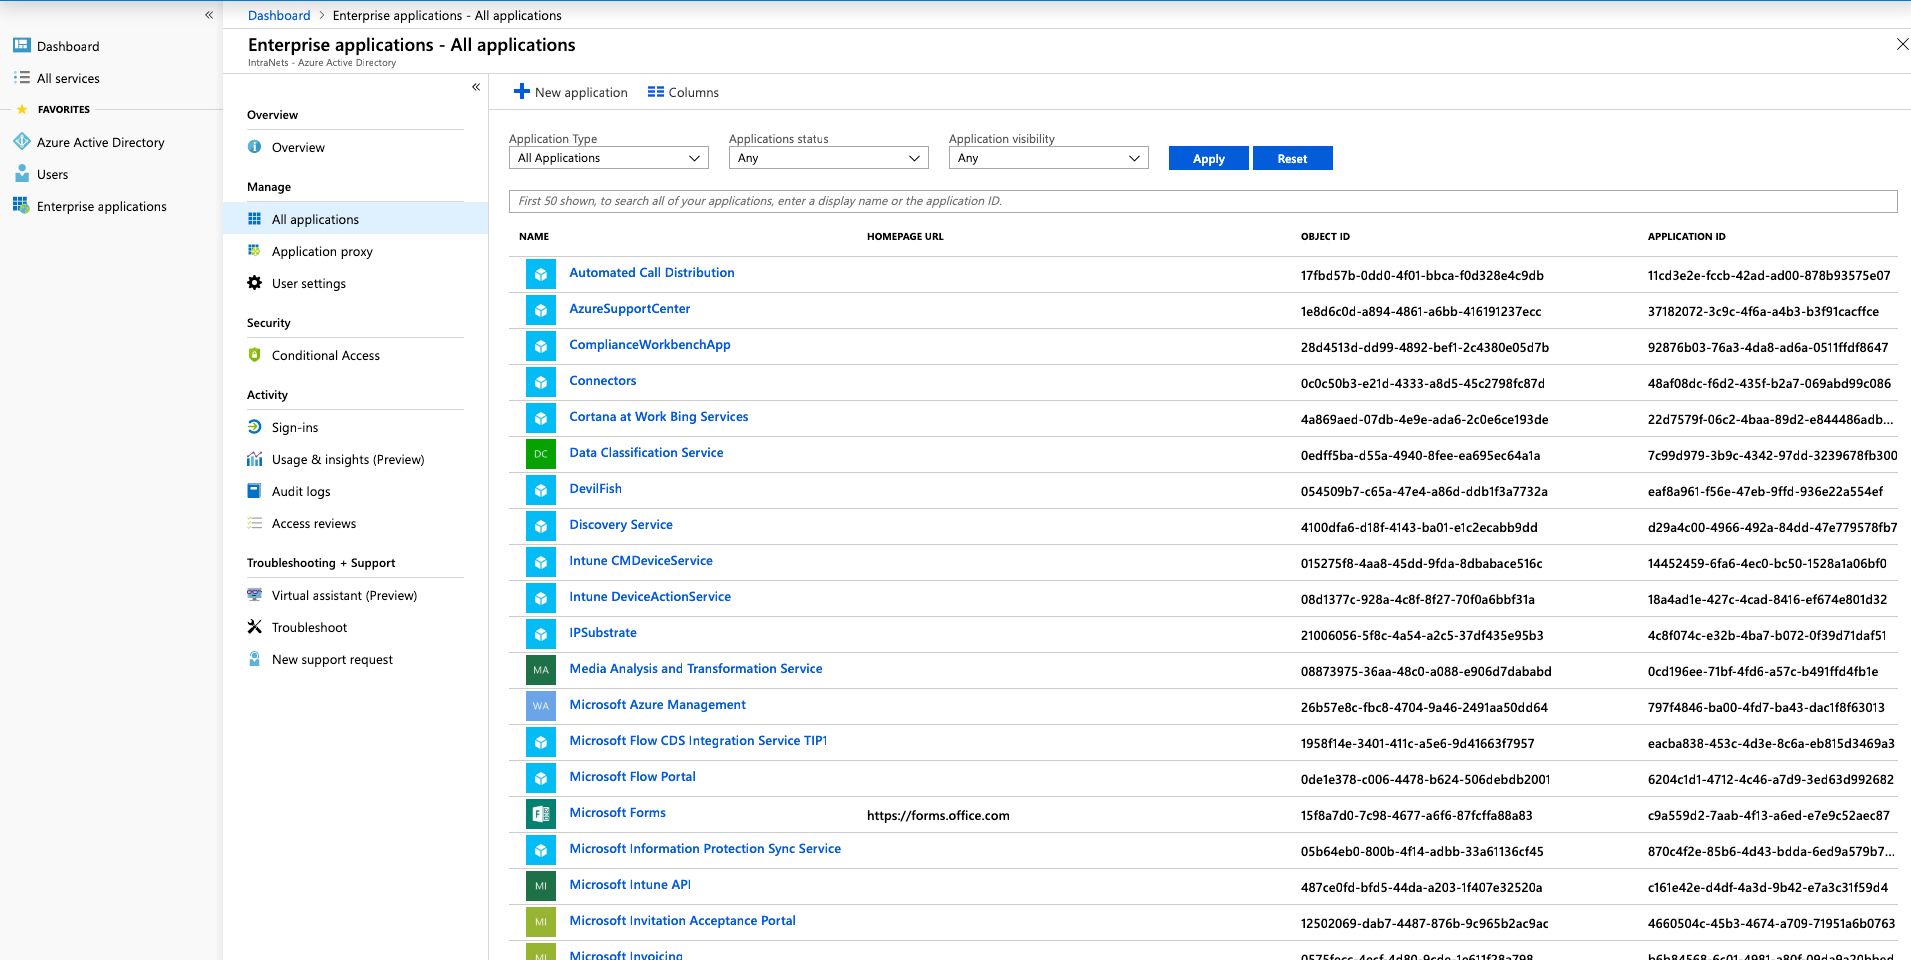 Dashboard
All services
FAVORITES
Azure Active Directory
Users
Enterprise applications
Dashboard > Enterprise applications - All applications
Enterprise applications - All applications
IntraNets - Azure Active Directory
Overview
Overview
Manage
All applications
Application proxy
User settings
Security
Conditional Access
Activity
Sign-ins
Usage & insights (Preview)
Audit logs
Access reviews
Troubleshooting + Support
Virtual assistant (Preview)
Troubleshoot
New support request
New application Columns
Application Type Applications status Application visibility
All Applications Any Any Apply Reset
First 50 shown, to search all of your applications, enter a display name or the application ID.
NAME HOMEPAGE URL OBJECT ID APPLICATION ID
Automated Call Distribution 17fbd57b-0dd0-4f01-bbca-f0d328e4c9db 11cd3e2e-fccb-42ad-ad00-878b93575e07
AzureSupportCenter 1e8d6c0d-a894-4861-a6bb-416191237ecc 37182072-3c9c-4f6a-a4b3-b3f91cacffce
ComplianceWorkbenchApp 28d4513d-dd99-4892-bef1-2c4380e05d7b 92876b03-76a3-4da8-ad6a-0511ffdf8647
Connectors 0c0c50b3-e21d-4333-a8d5-45c2798fc87d 48af08dc-f6d2-435f-b2a7-069abd99c086
Cortana at Work Bing Services 4a869aed-07db-4e9e-ada6-2c0e6ce193de 22d7579f-06c2-4baa-89d2-e844486adb...
DC Data Classification Service 0edff5ba-d55a-4940-8fee-ea695ec64a1a 7c99d979-3b9c-4342-97dd-3239678fb300
DevilFish 054509b7-c65a-47e4-a86d-ddb1f3a7732a eaf8a961-f56e-47eb-9ffd-936e22a554ef
Discovery Service 4100dfa6-d18f-4143-ba01-e1c2ecabb9dd d29a4c00-4966-492a-84dd-47e779578fb7
Intune CMDeviceService 015275f8-4aa8-45dd-9fda-8dbabace516c 14452459-6fa6-4ec0-bc50-1528a1a06bf0
Intune DeviceActionService 08d1377c-928a-4c8f-8f27-70f0a6bbf31a 18a4ad1e-427c-4cad-8416-ef674e801d32
IPSubstrate 21006056-5f8c-4a54-a2c5-37df435e95b3 4c8f074c-e32b-4ba7-b072-0f39d71daf51
MA Media Analysis and Transformation Service 08873975-36aa-48c0-a088-e906d7dababd 0cd196ee-71bf-4fd6-a57c-b491ffd4fb1e
WA Microsoft Azure Management 26b57e8c-fbc8-4704-9a46-2491aa50dd64 797f4846-ba00-4fd7-ba43-dac1f8f63013
Microsoft Flow CDS Integration Service TIP1 1958f14e-3401-411c-a5e6-9d41663f7957 eacba838-453c-4d3e-8c6a-eb815d3469a3
Microsoft Flow Portal 0de1e378-c006-4478-b624-506debdb2001 6204c1d1-4712-4c46-a7d9-3ed63d992682
Microsoft Forms https://forms.office.com 15f8a7d0-7c98-4677-a6f6-87fcffa88a83 c9a559d2-7aab-4f13-a6ed-e7e9c52aec87
Microsoft Information Protection Sync Service 05b64eb0-800b-4f14-adbb-33a61136cf45 870c4f2e-85b6-4d43-bdda-6ed9a579b7...
MI Microsoft Intune API 487ce0fd-bfd5-44da-a203-1f407e32520a c161e42e-d4df-4a3d-9b42-e7a3c31f59d4
MI Microsoft Invitation Acceptance Portal 12502069-dab7-4487-876b-9c965b2ac9ac 4660504c-45b3-4674-a709-71951a6b0763
MI Microsoft Invoicing